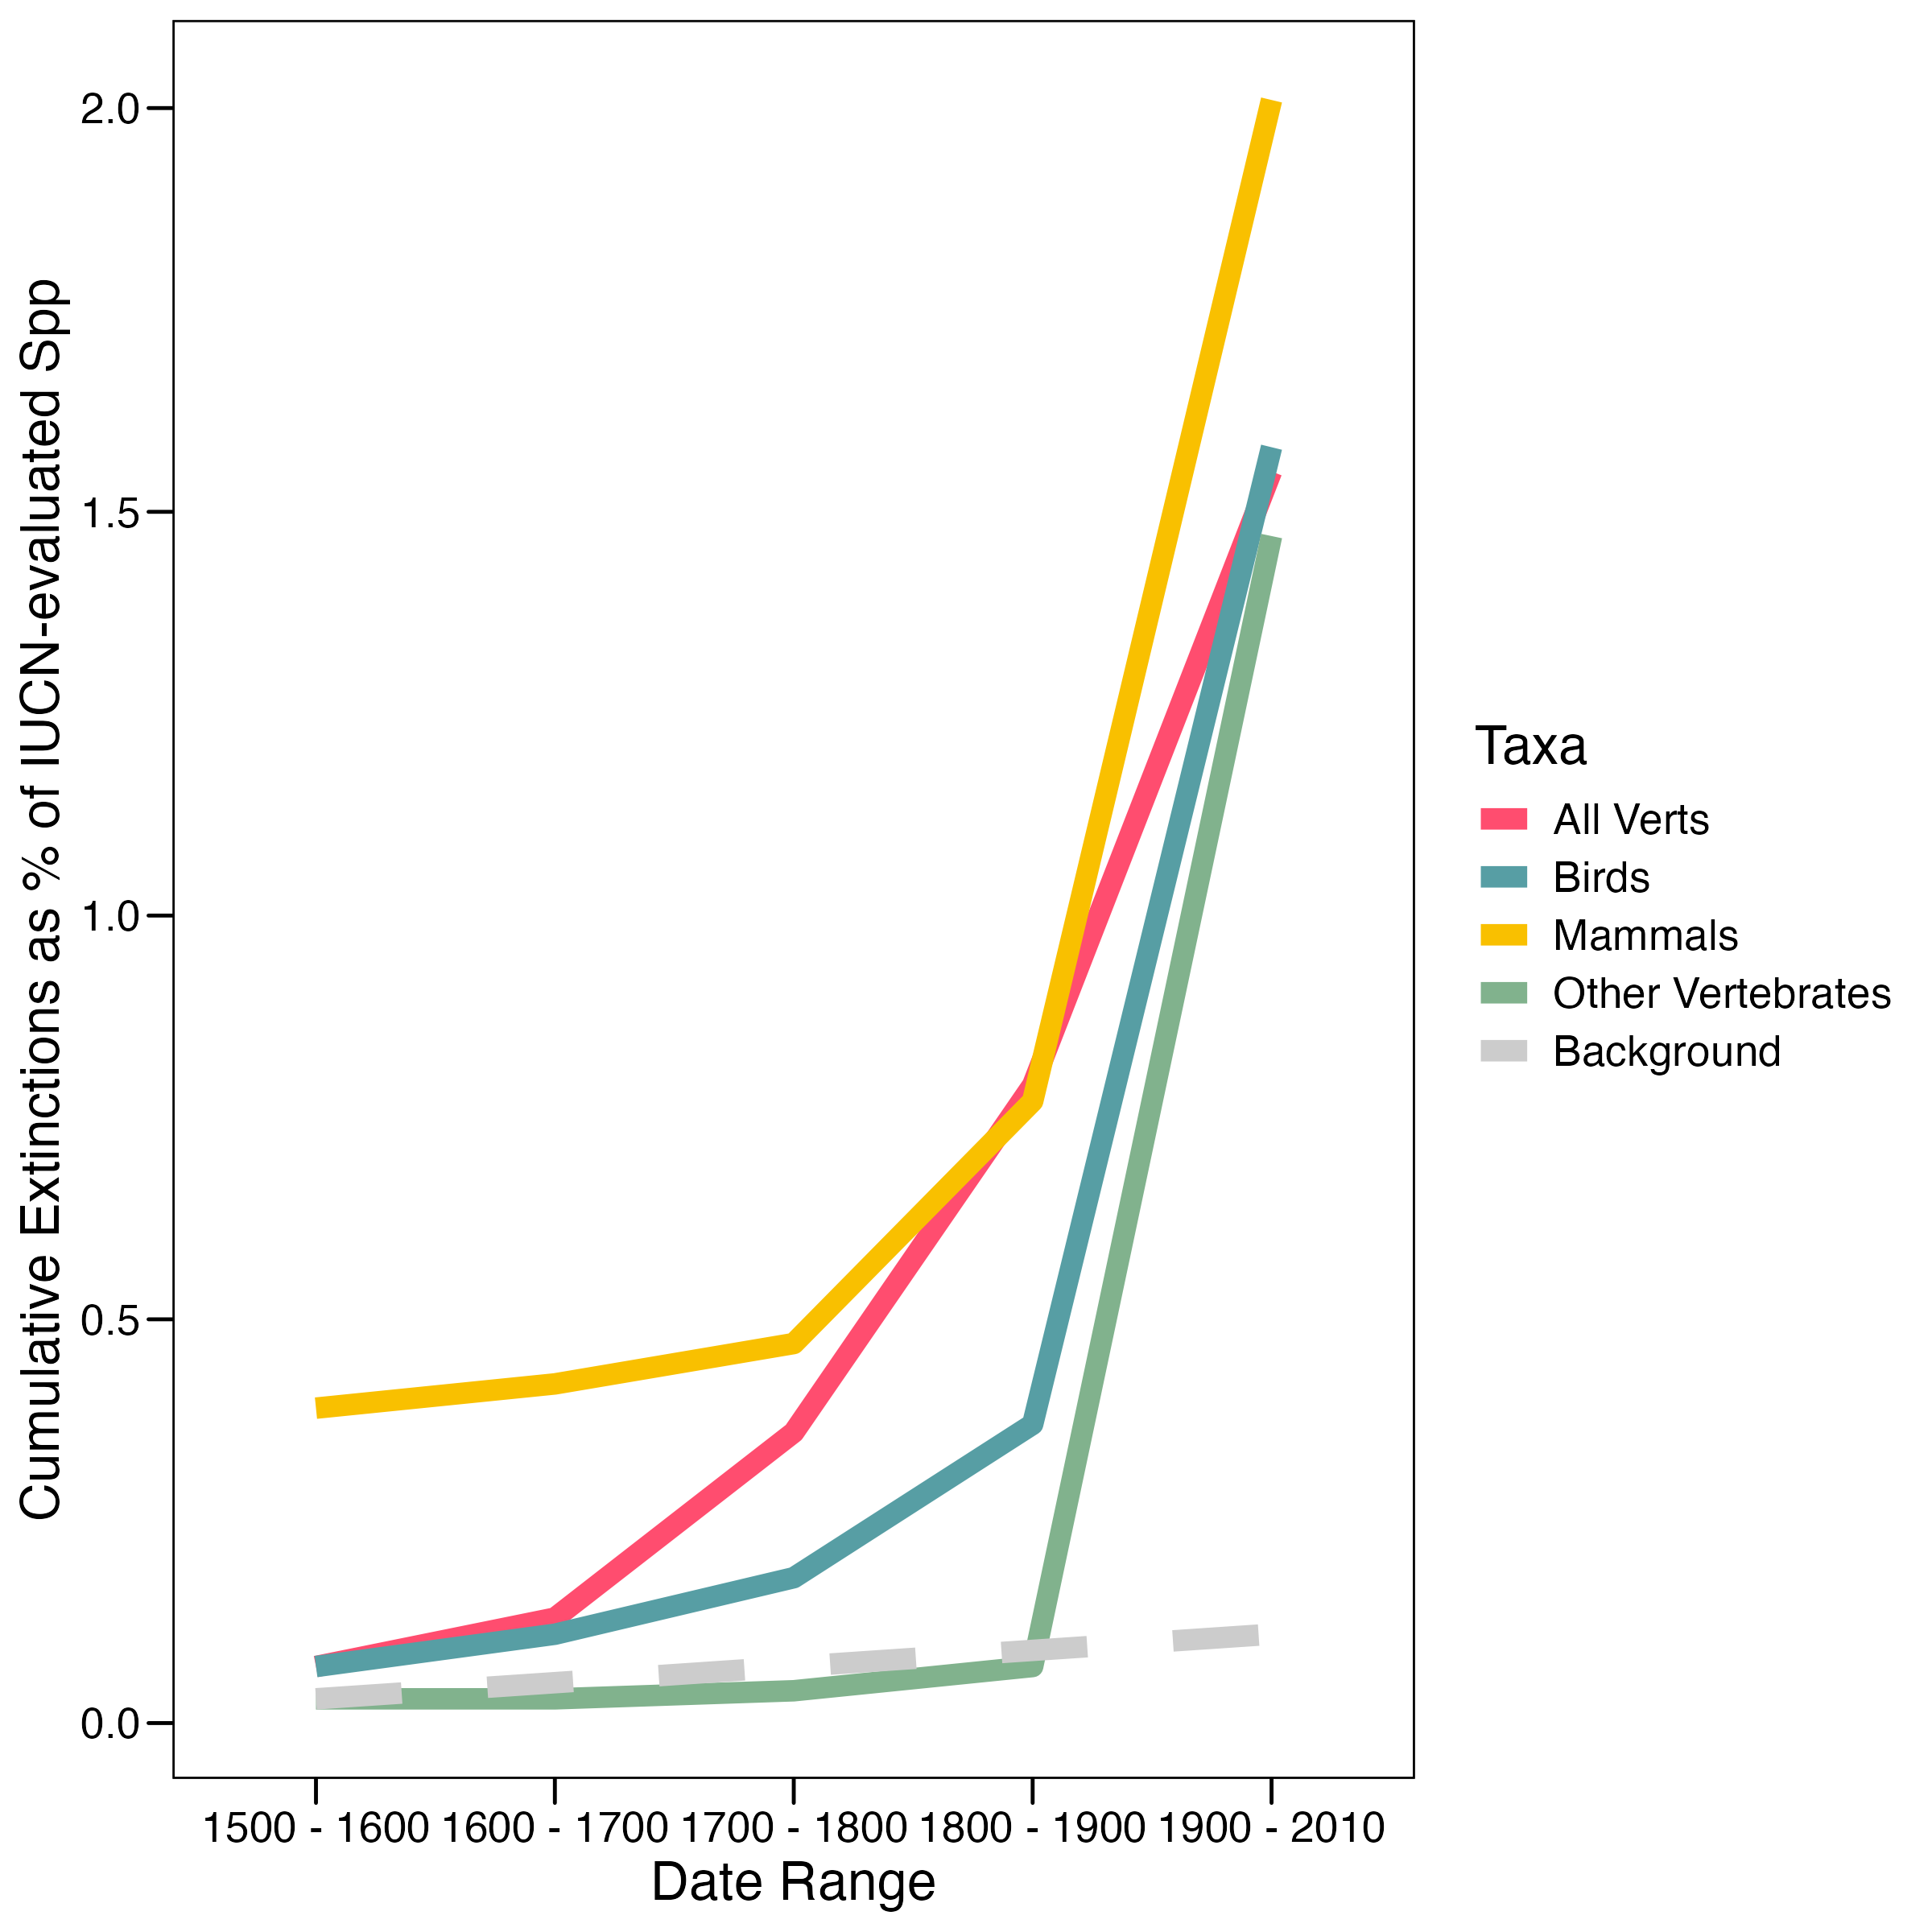 Cumulative Extinctions as % of IUCN-evaluated Spp
2.0
1.5
1.0
0.5
0.0
1500 - 1600 1600 - 1700 1700 - 1800 1800 - 1900 1900 - 2010
Date Range
Taxa
All Verts
Birds
Mammals
Other Vertebrates
Background